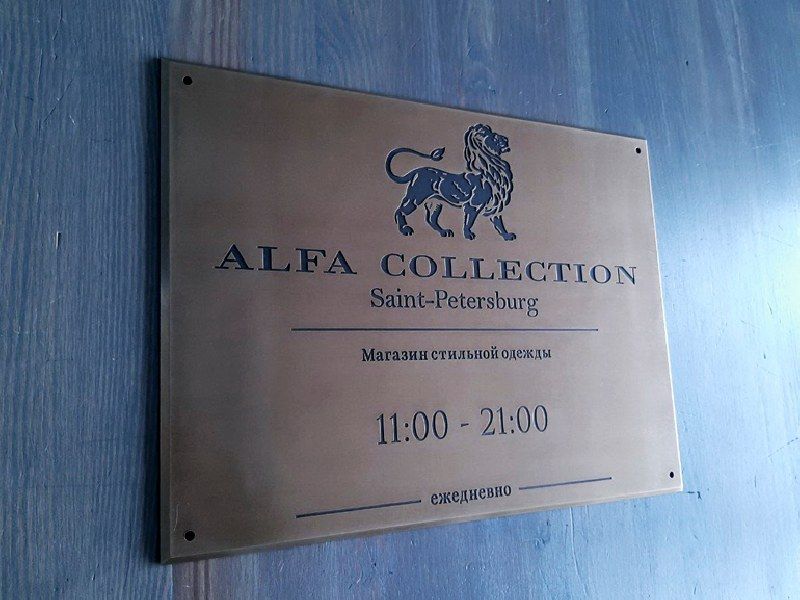 ALFA COLLECTION
Saint-Petersburg
Магазин стильной одежды
11:00 - 21:00
ежедневно